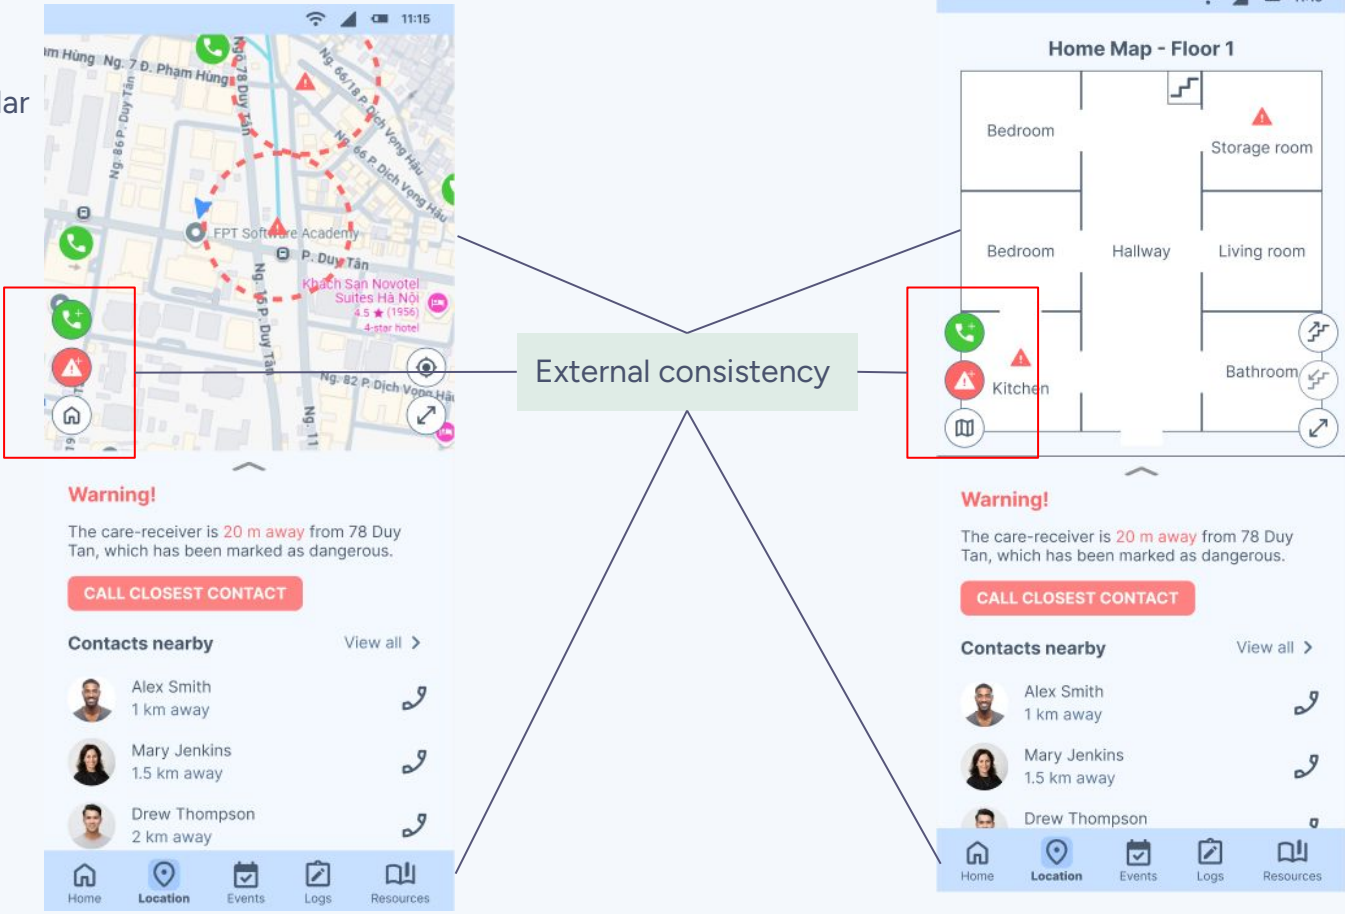 lar
11:15
m Hùng
Ng. 7 Đ. Phạm Hùng
Ngõ 78 Duy Tân
Ng. 66/18 P. Dịch Vọng Hậu
Ng. 86 P. Duy Tân
Ng. 66 P. Dịch Vọng Hậu
FPT Software Academy
P. Duy Tân
Ng. 15 P. Duy Tân
Khách Sạn Novotel
Suites Hà Nội
4.5 ★ (1956)
4-star hotel
Ng. 82 P. Dịch Vọng Hậu
Ng. 11
Warning!
The care-receiver is 20 m away from 78 Duy
Tan, which has been marked as dangerous.
CALL CLOSEST CONTACT
Contacts nearby
View all >
Alex Smith
1 km away
Mary Jenkins
1.5 km away
Drew Thompson
2 km away
Home
Location
Events
Logs
Resources
External consistency
Home Map - Floor 1
Bedroom
Storage room
Bedroom
Hallway
Living room
Kitchen
Bathroom
Warning!
The care-receiver is 20 m away from 78 Duy
Tan, which has been marked as dangerous.
CALL CLOSEST CONTACT
Contacts nearby
View all >
Alex Smith
1 km away
Mary Jenkins
1.5 km away
Drew Thompson
Home
Location
Events
Logs
Resources